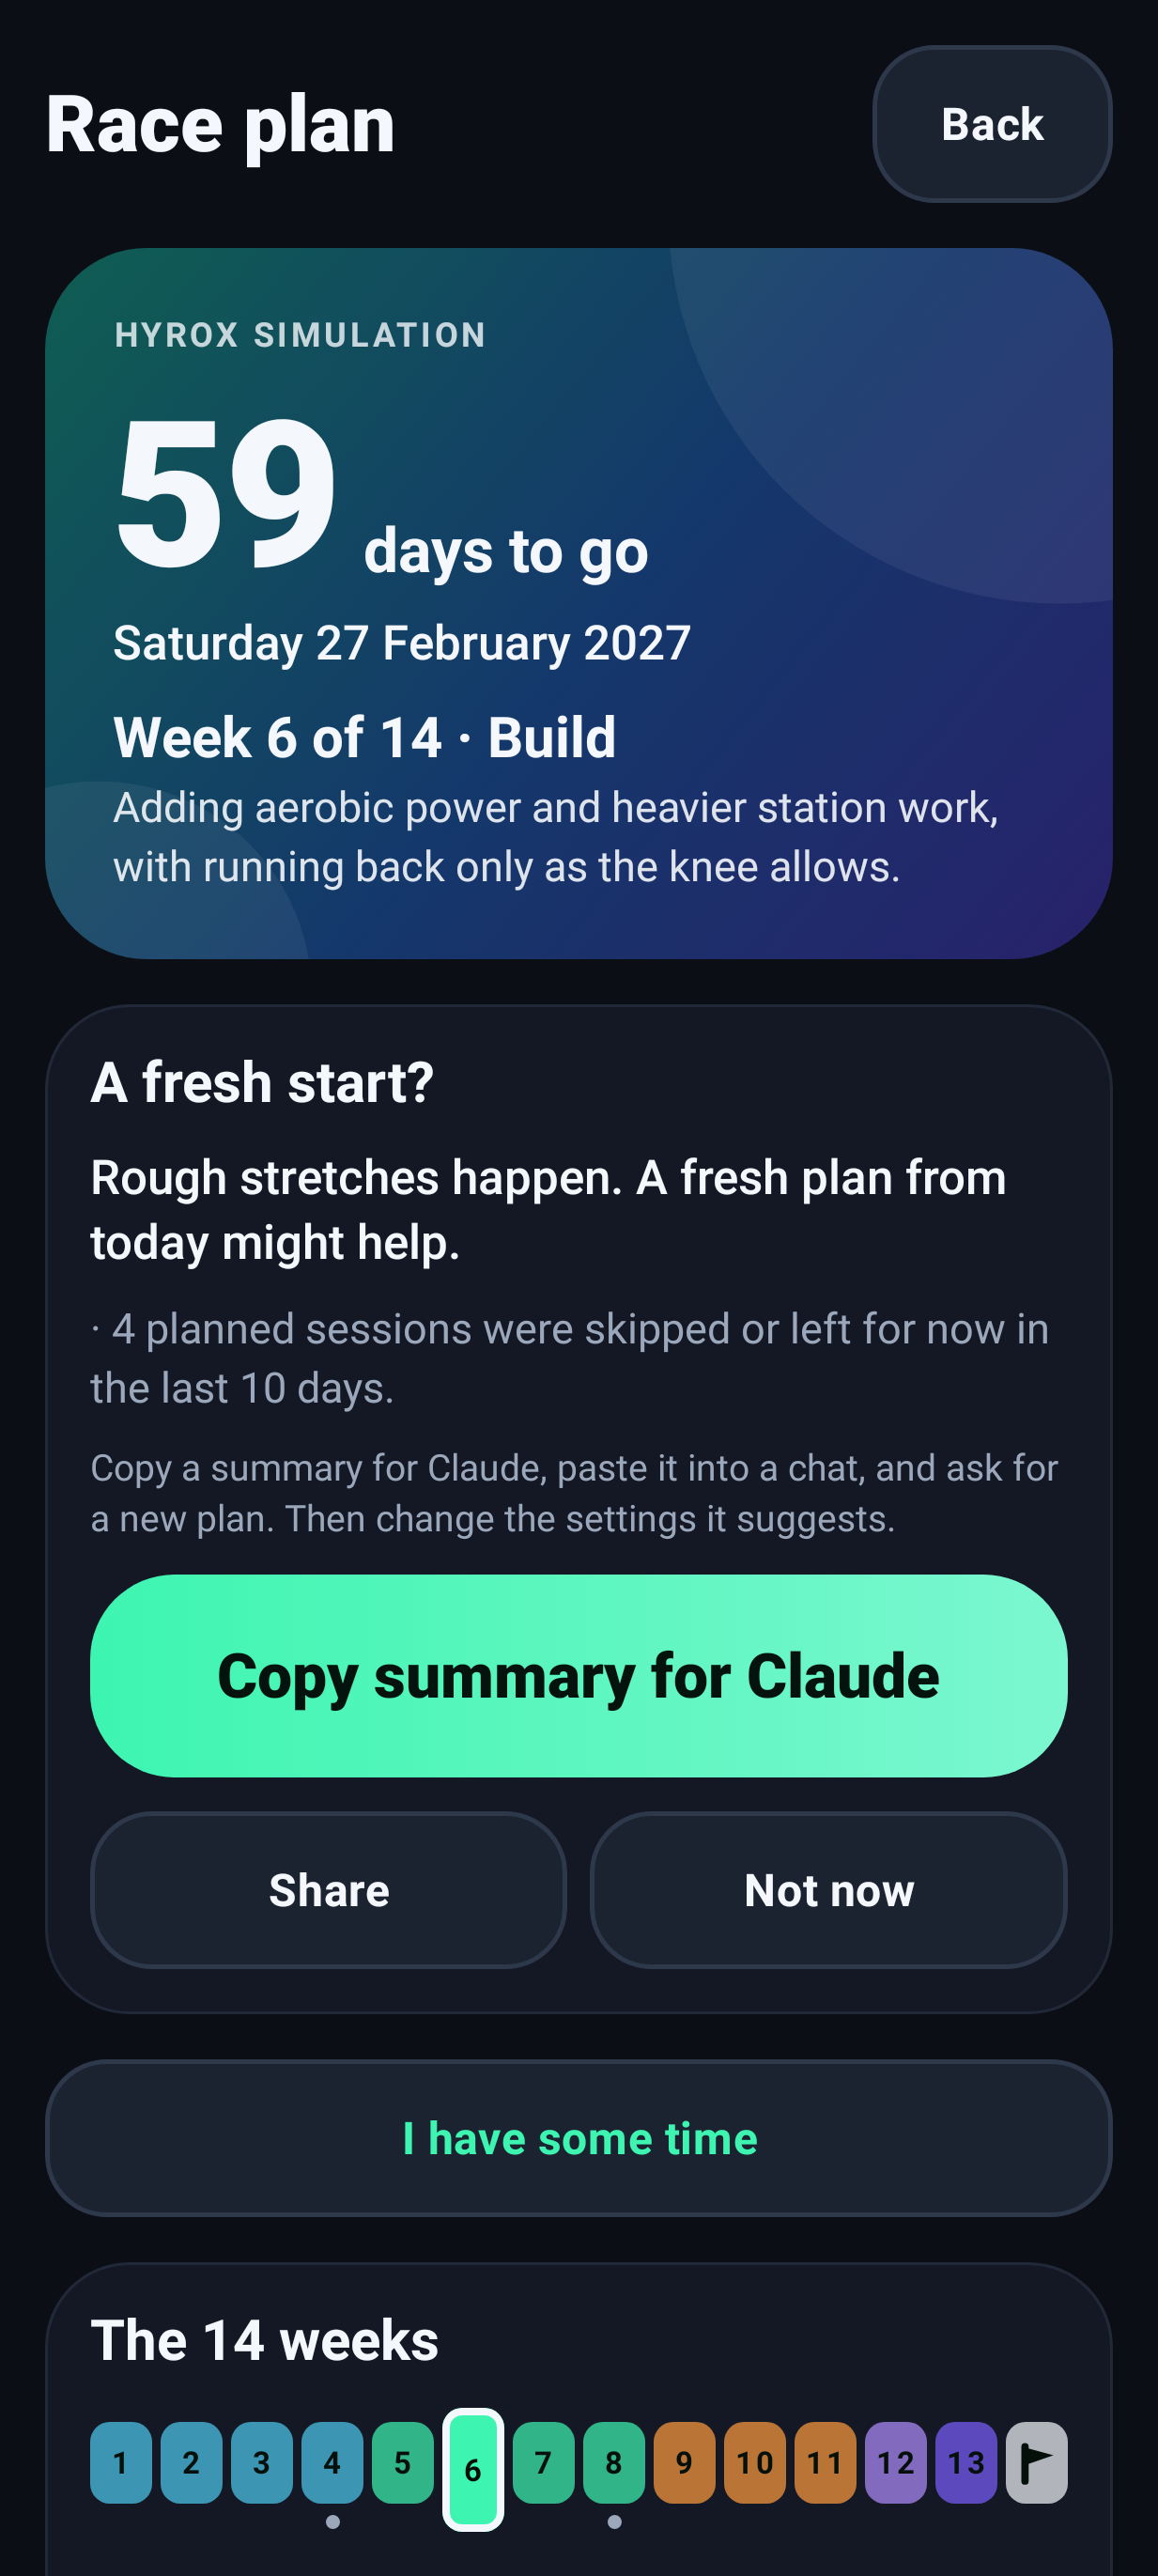 Race plan
Back
HYROX SIMULATION
59 days to go
Saturday 27 February 2027
Week 6 of 14 · Build
Adding aerobic power and heavier station work,
with running back only as the knee allows.
A fresh start?
Rough stretches happen. A fresh plan from
today might help.
· 4 planned sessions were skipped or left for now in
the last 10 days.
Copy a summary for Claude, paste it into a chat, and ask for
a new plan. Then change the settings it suggests.
Copy summary for Claude
Share
Not now
I have some time
The 14 weeks
1 2 3 4 5 6 7 8 9 10 11 12 13